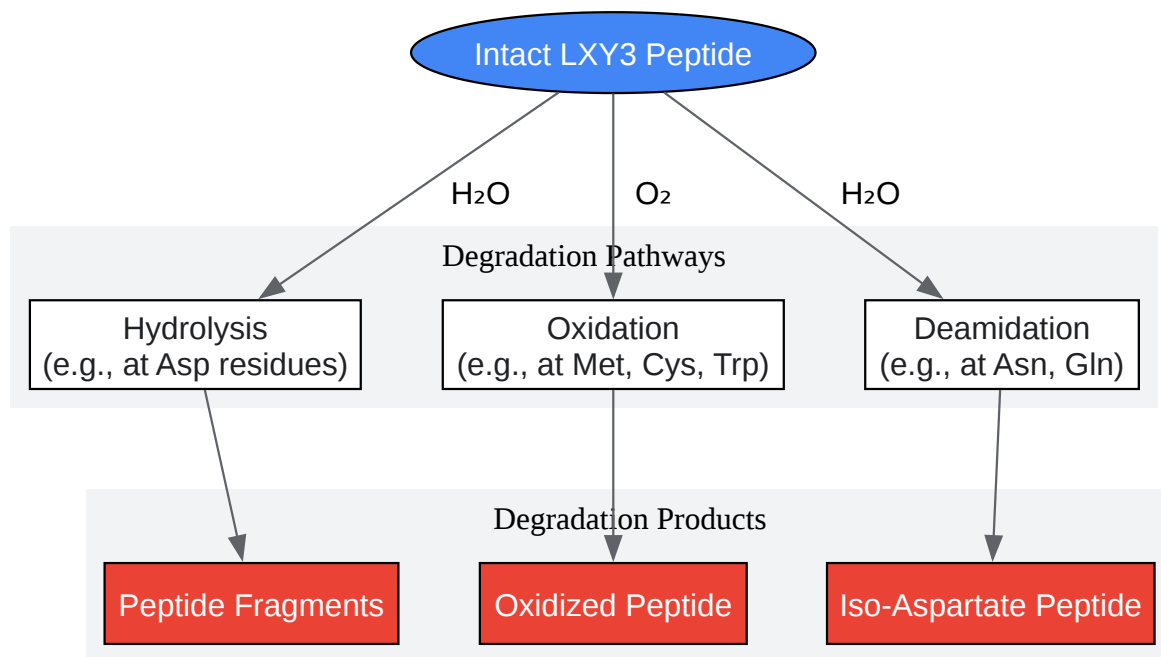 Intact LXY3 Peptide
H₂O
O₂
H₂O
Degradation Pathways
Hydrolysis
(e.g., at Asp residues)
Oxidation
(e.g., at Met, Cys, Trp)
Deamidation
(e.g., at Asn, Gln)
Degradation Products
Peptide Fragments
Oxidized Peptide
Iso-Aspartate Peptide